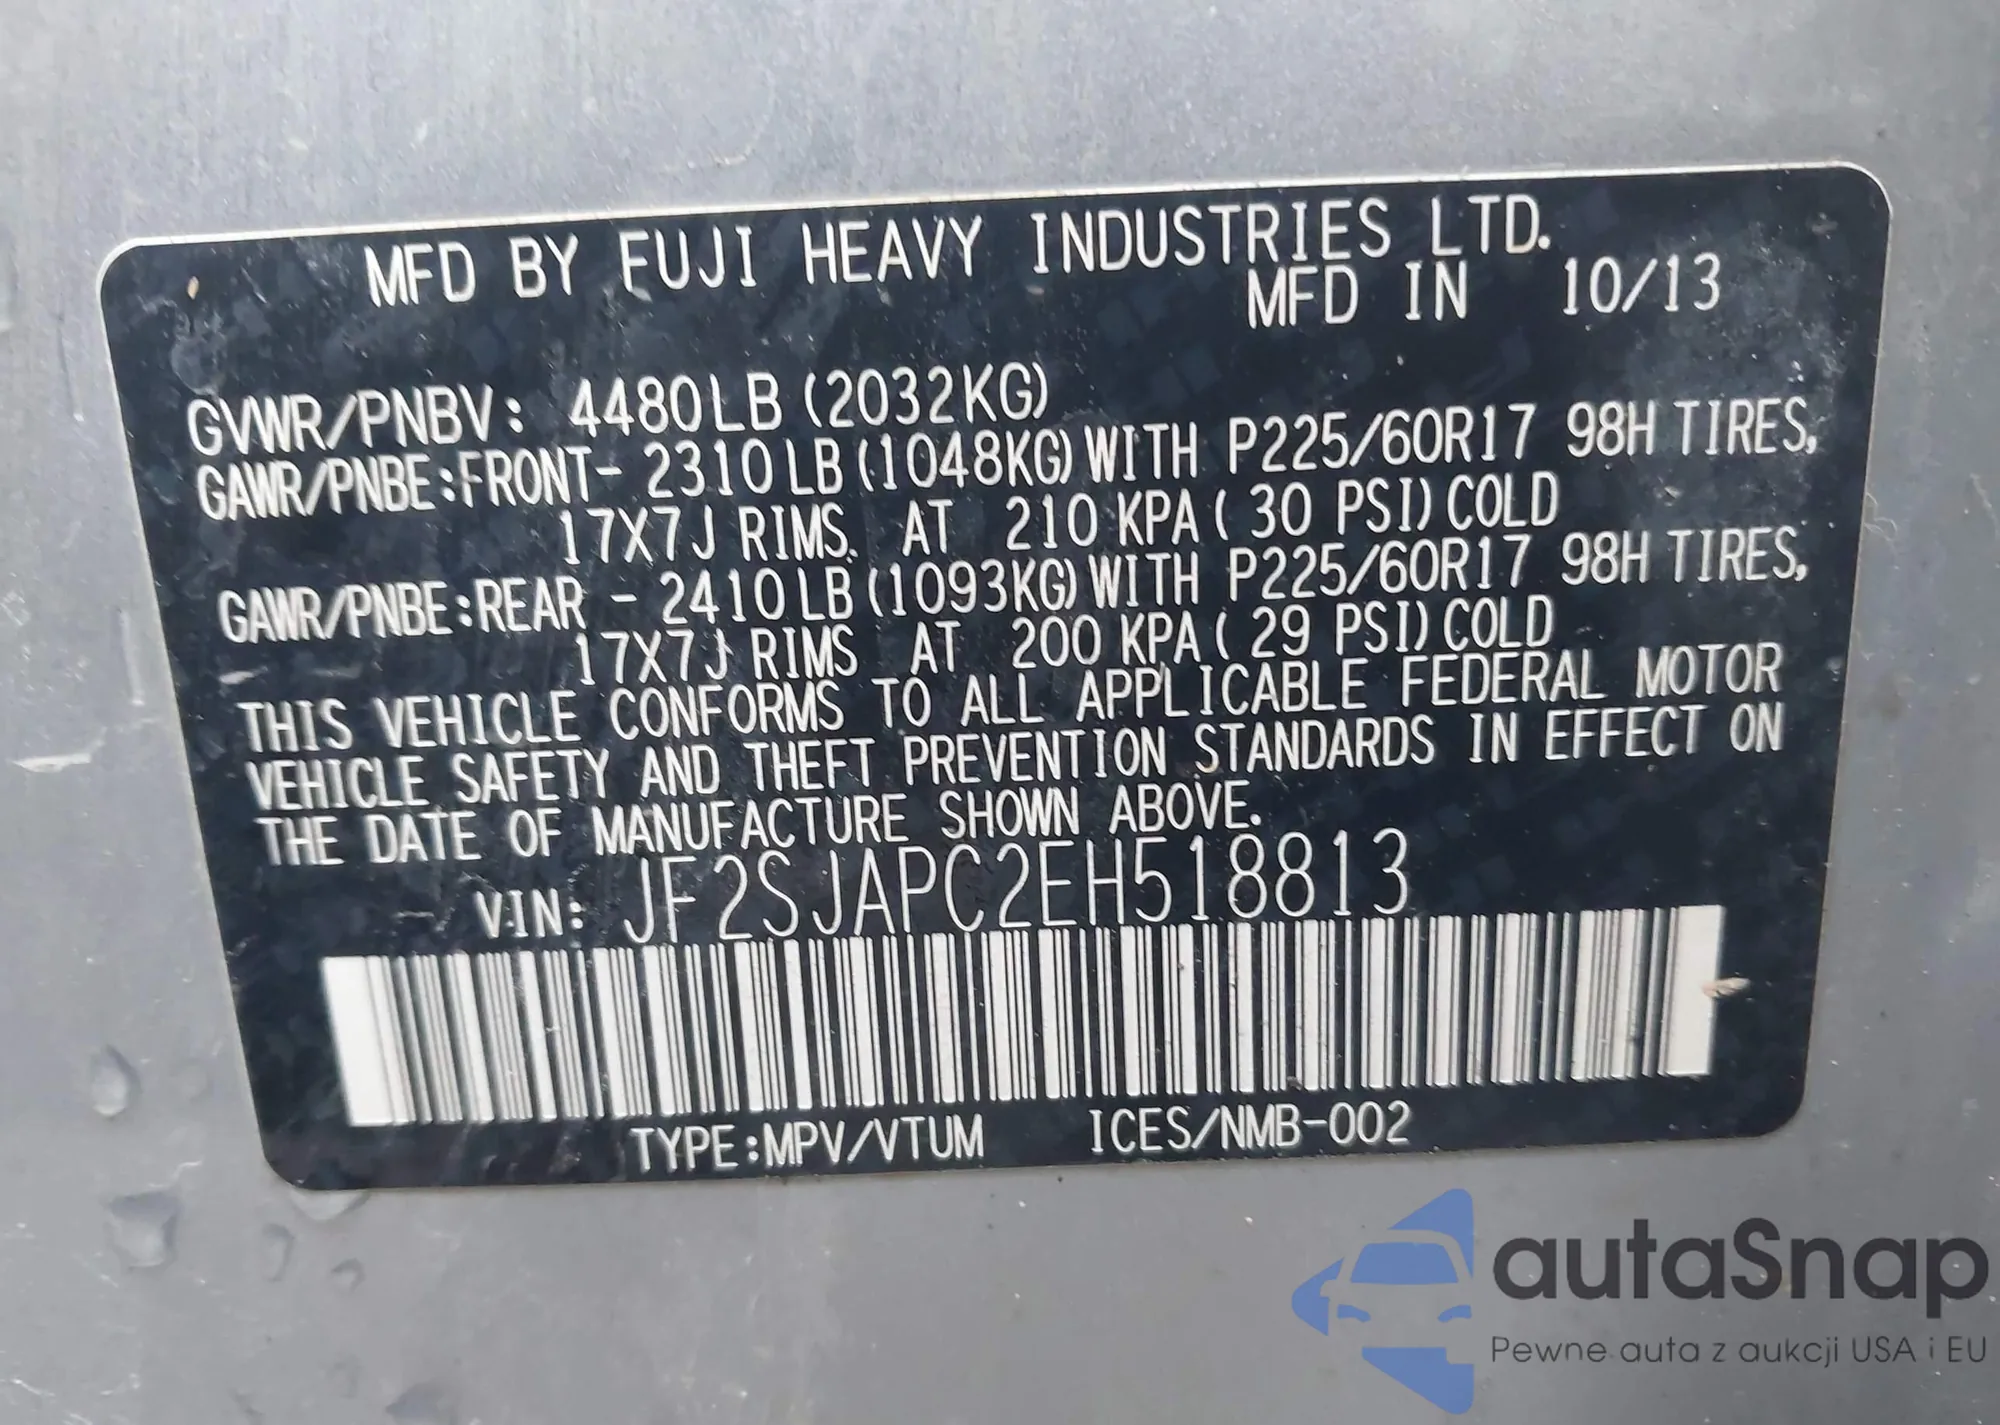 MFD BY FUJI HEAVY INDUSTRIES LTD.
MFD IN 10/13
GVWR/PNBV: 4480LB (2032KG)
GAWR/PNBE:FRONT- 2310LB (1048KG) WITH P225/60R17 98H TIRES,
17X7J RIMS. AT 210 KPA ( 30 PSI) COLD
GAWR/PNBE:REAR - 2410LB (1093KG) WITH P225/60R17 98H TIRES,
17X7J RIMS AT 200 KPA ( 29 PSI) COLD
THIS VEHICLE CONFORMS TO ALL APPLICABLE FEDERAL MOTOR
VEHICLE SAFETY AND THEFT PREVENTION STANDARDS IN EFFECT ON
THE DATE OF MANUFACTURE SHOWN ABOVE.
VIN: JF2SJAPC2EH518813
TYPE:MPV/VTUM ICES/NMB-002
autaSnap
Pewne auta z aukcji USA i EU